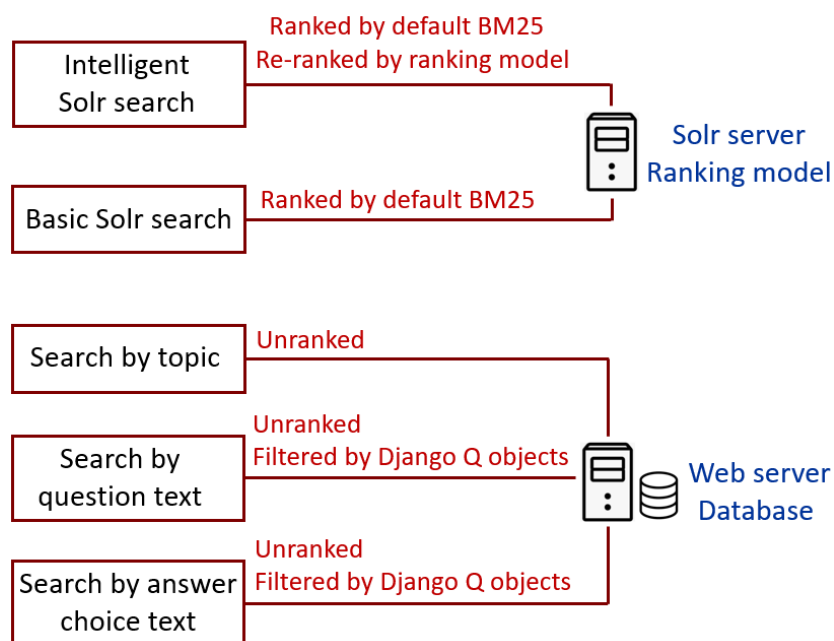 Ranked by default BM25
Re-ranked by ranking model
Intelligent
Solr search
Solr server
Ranking model
Basic Solr search
Ranked by default BM25
Search by topic
Unranked
Search by
question text
Unranked
Filtered by Django Q objects
Web server
Database
Search by answer
choice text
Unranked
Filtered by Django Q objects